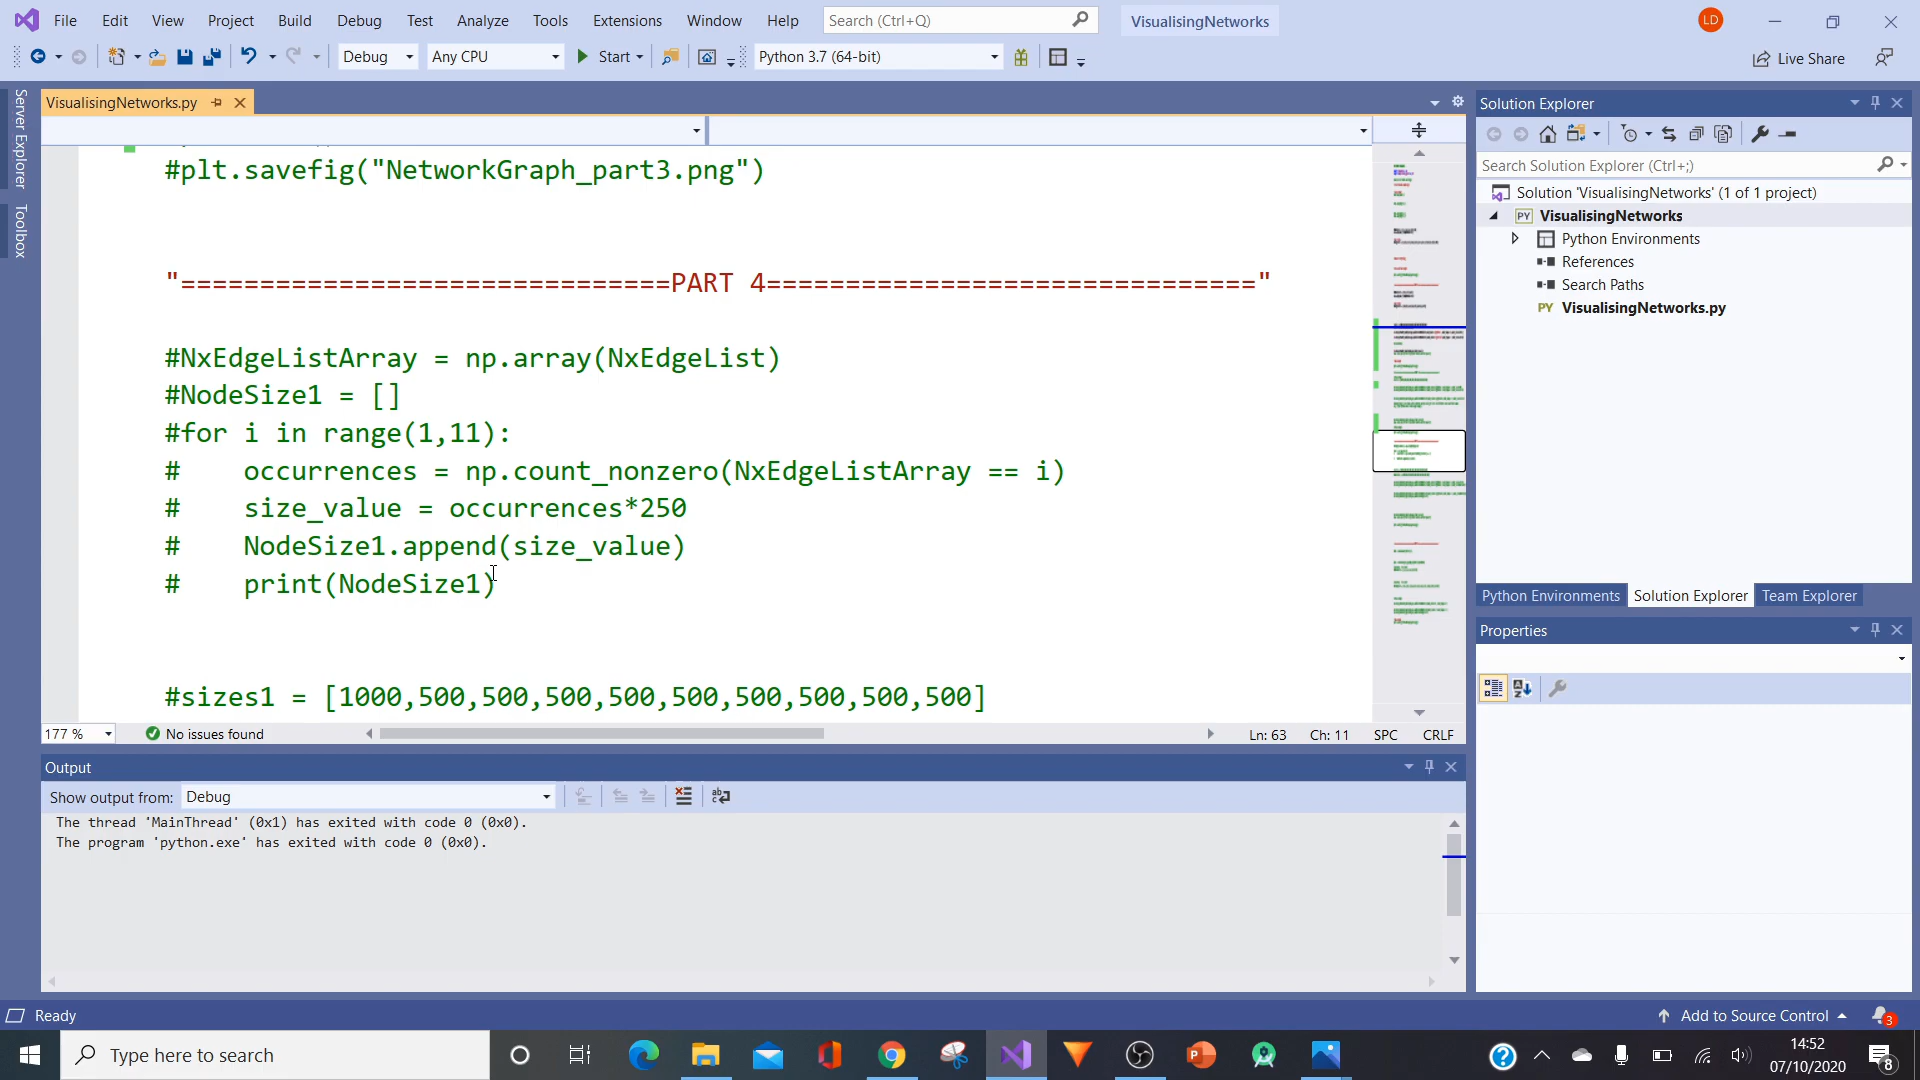 File Edit View Project Build Debug Test Analyze Tools Extensions Window Help Search (Ctrl+Q) VisualisingNetworks LD
Debug Any CPU Start Python 3.7 (64-bit) Live Share
Server Explorer
Toolbox
VisualisingNetworks.py
#plt.savefig("NetworkGraph_part3.png")
"===============================PART 4==============================="
#NxEdgeListArray = np.array(NxEdgeList)
#NodeSize1 = []
#for i in range(1,11):
#    occurrences = np.count_nonzero(NxEdgeListArray == i)
#    size_value = occurrences*250
#    NodeSize1.append(size_value)
#    print(NodeSize1)
#sizes1 = [1000,500,500,500,500,500,500,500,500,500]
177 % No issues found Ln: 63 Ch: 11 SPC CRLF
Output
Show output from: Debug
The thread 'MainThread' (0x1) has exited with code 0 (0x0).
The program 'python.exe' has exited with code 0 (0x0).
Solution Explorer
Search Solution Explorer (Ctrl+;)
Solution 'VisualisingNetworks' (1 of 1 project)
PY VisualisingNetworks
Python Environments
References
Search Paths
PY VisualisingNetworks.py
Python Environments Solution Explorer Team Explorer
Properties
Ready Add to Source Control 3
Type here to search
14:52
07/10/2020
8